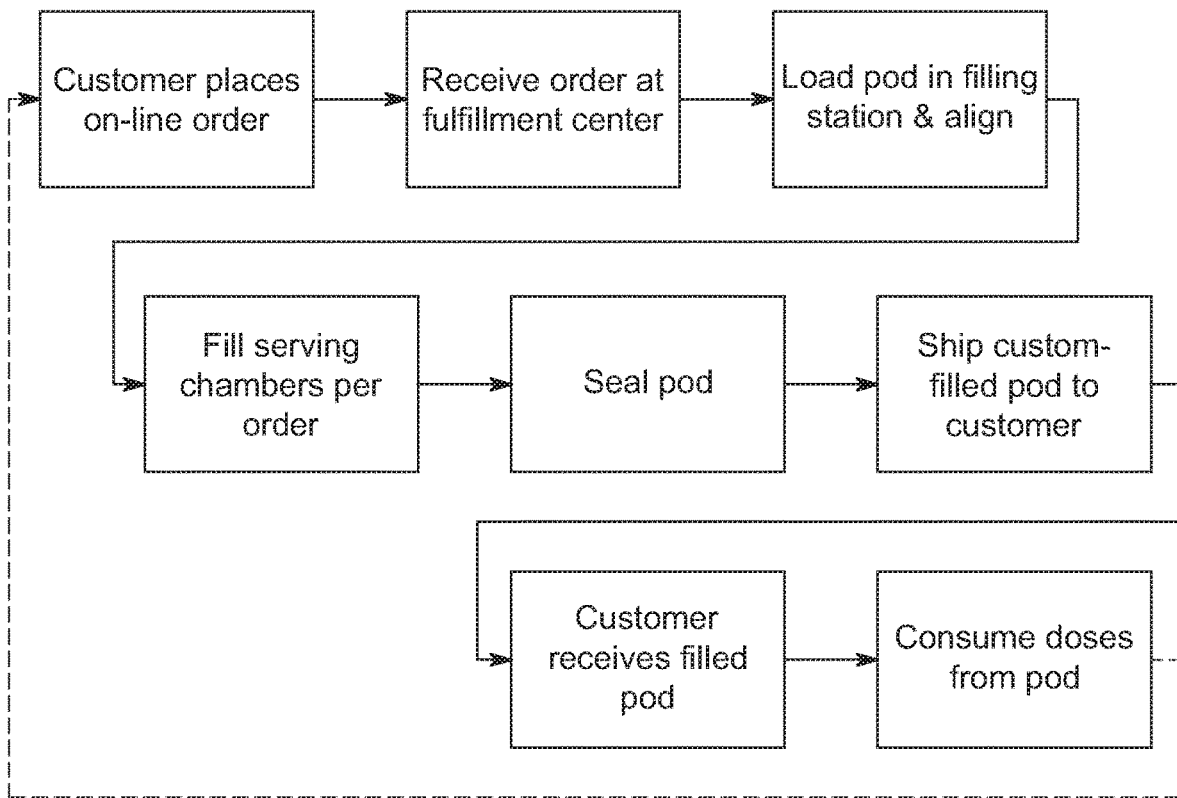 Customer places
on-line order
Receive order at
fulfillment center
Load pod in filling
station & align
Fill serving
chambers per
order
Seal pod
Ship custom-
filled pod to
customer
Customer
receives filled
pod
Consume doses
from pod